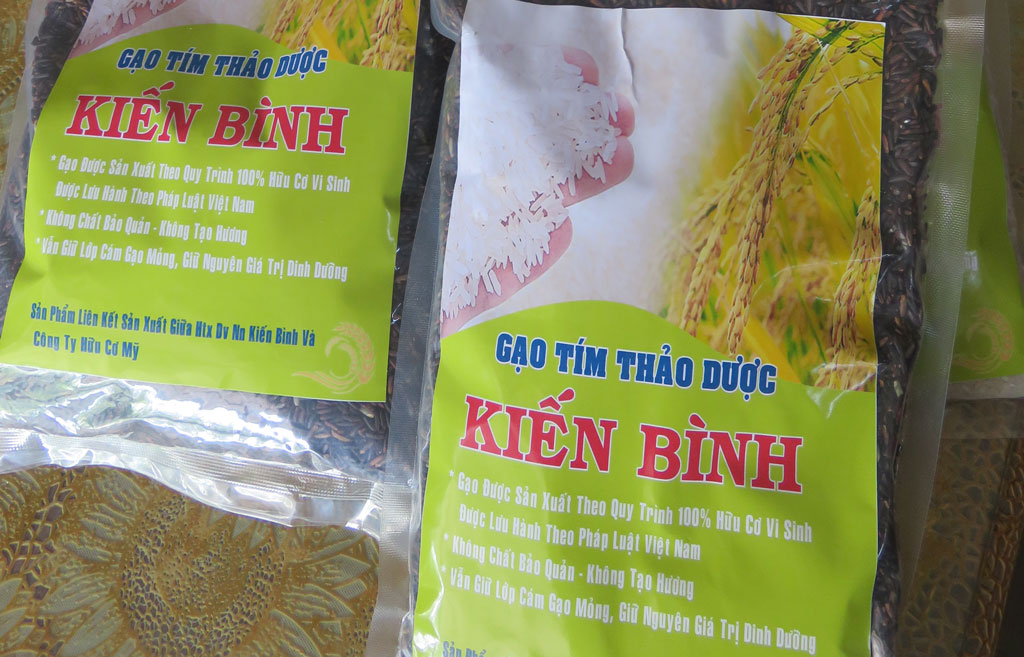 GẠO TÍM THẢO DƯỢC
KIẾN BÌNH
* Gạo Được Sản Xuất Theo Quy Trình 100% Hữu Cơ Vi Sinh
Được Lưu Hành Theo Pháp Luật Việt Nam
* Không Chất Bảo Quản - Không Tạo Hương
* Vẫn Giữ Lớp Cám Gạo Mỏng, Giữ Nguyên Giá Trị Dinh Dưỡng
Sản Phẩm Liên Kết Sản Xuất Giữa Htx Dv Nn Kiến Bình Và
Công Ty Hữu Cơ Mỹ
GẠO TÍM THẢO DƯỢC
KIẾN BÌNH
* Gạo Được Sản Xuất Theo Quy Trình 100% Hữu Cơ Vi Sinh
Được Lưu Hành Theo Pháp Luật Việt Nam
* Không Chất Bảo Quản - Không Tạo Hương
* Vẫn Giữ Lớp Cám Gạo Mỏng, Giữ Nguyên Giá Trị Dinh Dưỡng
Sản